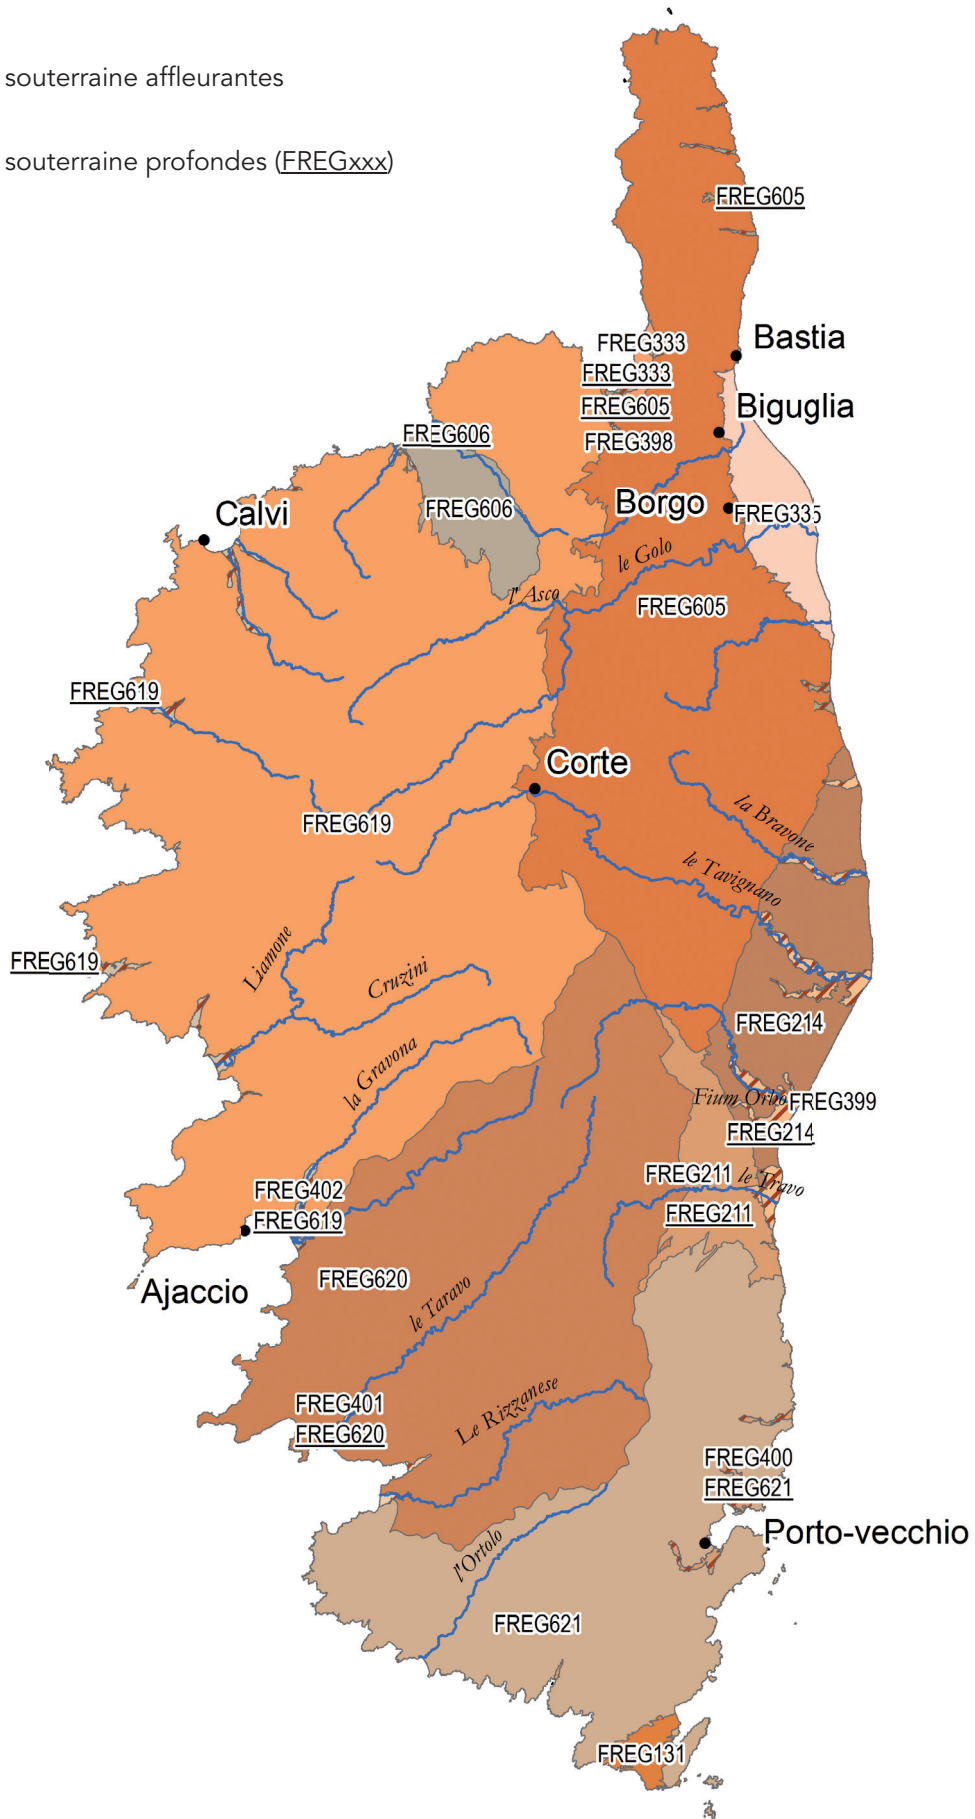 souterraine affleurantes
souterraine profondes (FREGxxx)
FREG605
Bastia
FREG333
FREG333
Biguglia
FREG605
FREG606
FREG398
Calvi
FREG606
Borgo
FREG335
le Golo
l'Asco
FREG605
FREG619
Corte
FREG619
la Bravone
le Tavignano
Liamone
FREG619
Cruzini
FREG214
la Gravona
Fium Orbo
FREG399
FREG214
FREG211
le Travo
FREG402
FREG211
FREG619
FREG620
Ajaccio
le Taravo
FREG401
Le Rizzanese
FREG620
FREG400
FREG621
Porto-vecchio
l'Ortolo
FREG621
FREG131